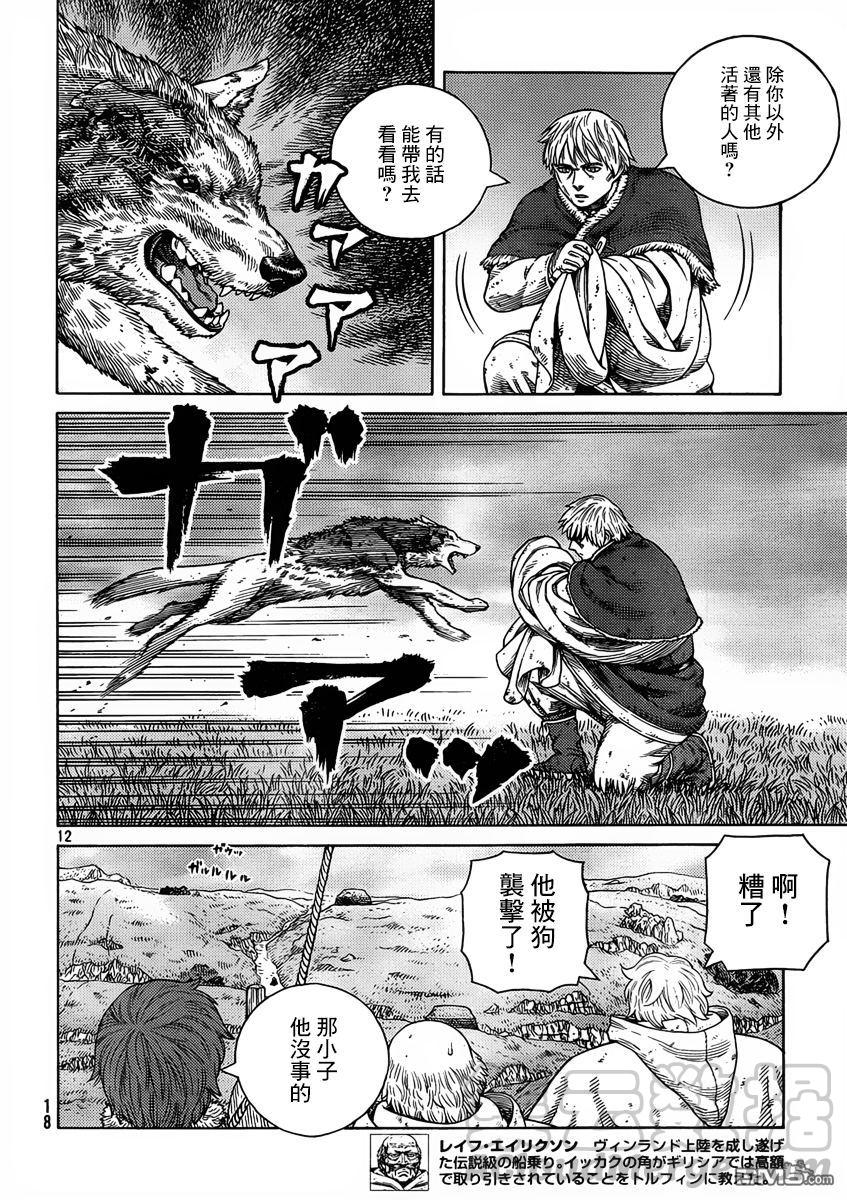 除你以外
還有其他
活著的人嗎？
有的話
能帶我去
看看嗎？
ガ
ァ
ァ
ァ
ガアッ
12
ガウッ
ガルルルル
啊！
糟了
他被狗
襲擊了！
那小子
他沒事的
18
レイフ・エイリクソン　ヴィンランド上陸を成し遂げ
た伝説級の船乗り。イッカクの角がギリシアでは高額
で取り引きされていることをトルフィンに教えた。